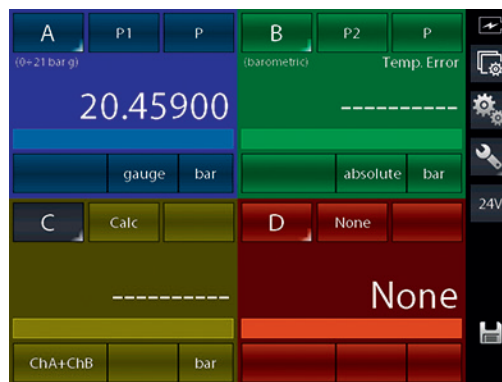 A P1 P
(0÷21 bar g)
20.45900
gauge bar
B P2 P
(barometric) Temp. Error
----------
absolute bar
C Calc
----------
ChA+ChB bar
D None
None
24V